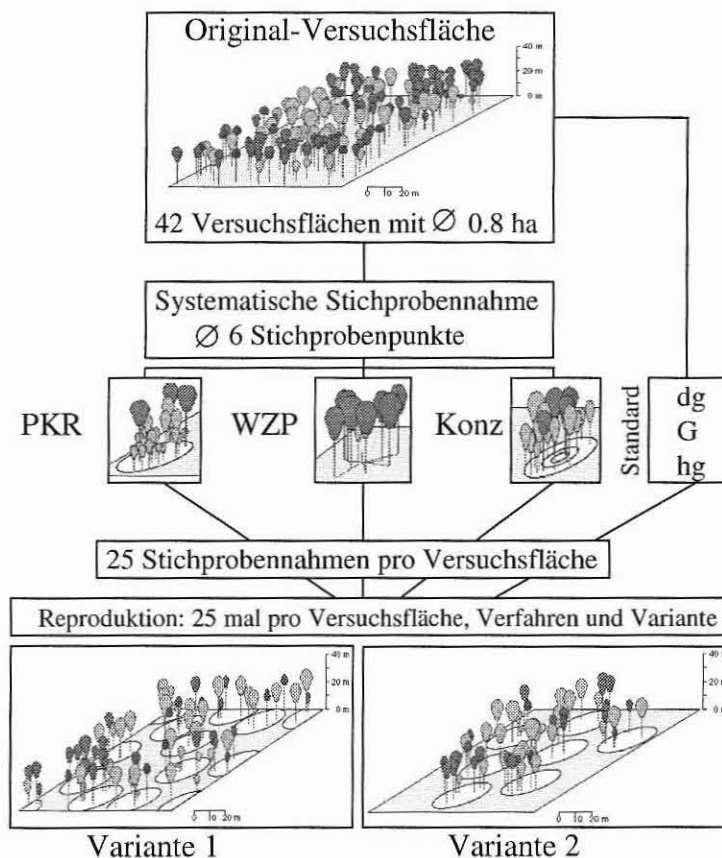 Original-Versuchsfläche
40 m
20 m
0 m
0 10 20 m
42 Versuchsflächen mit ∅ 0.8 ha
Systematische Stichprobennahme
∅ 6 Stichprobenpunkte
PKR
WZP
Konz
Standard
dg
G
hg
25 Stichprobennahmen pro Versuchsfläche
Reproduktion: 25 mal pro Versuchsfläche, Verfahren und Variante
40 m
20 m
0 m
0 10 20 m
40 m
20 m
0 m
0 10 20 m
Variante 1
Variante 2